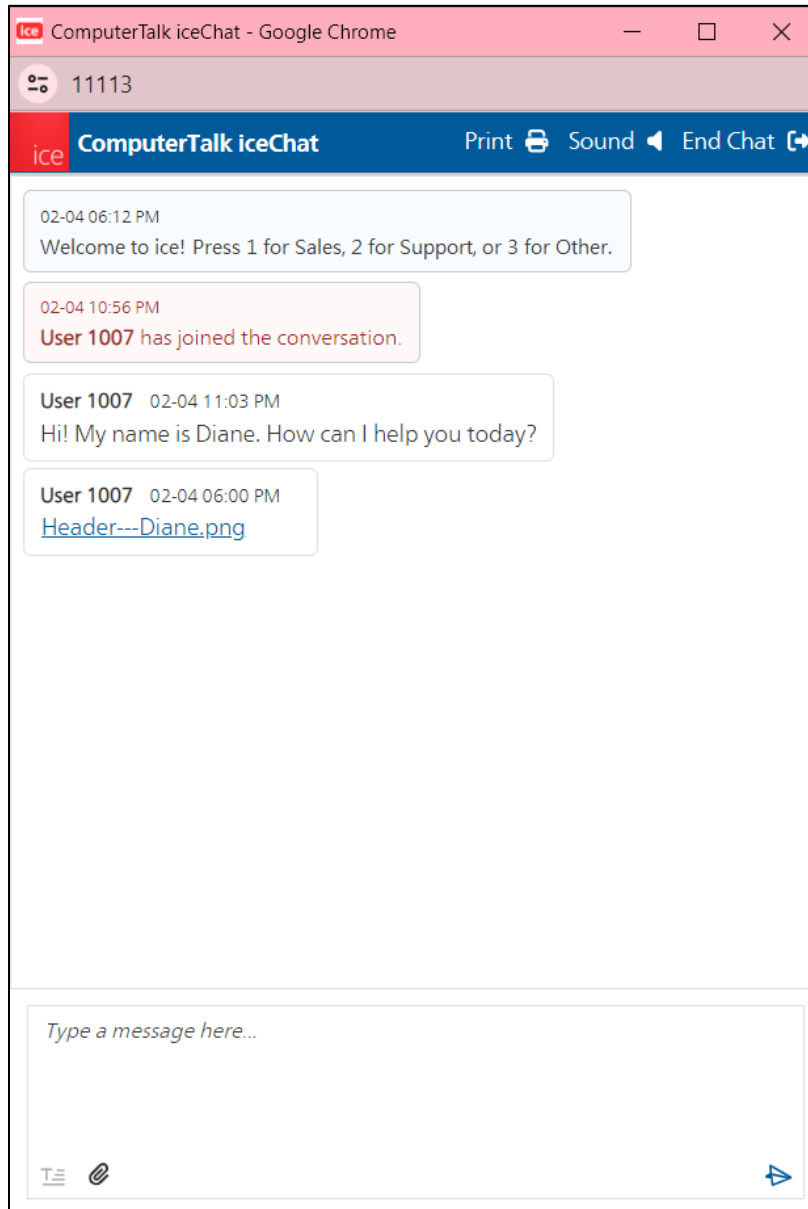 ice ComputerTalk iceChat - Google Chrome
11113
ice ComputerTalk iceChat Print Sound End Chat
02-04 06:12 PM
Welcome to ice! Press 1 for Sales, 2 for Support, or 3 for Other.
02-04 10:56 PM
User 1007 has joined the conversation.
User 1007 02-04 11:03 PM
Hi! My name is Diane. How can I help you today?
User 1007 02-04 06:00 PM
Header---Diane.png
Type a message here...